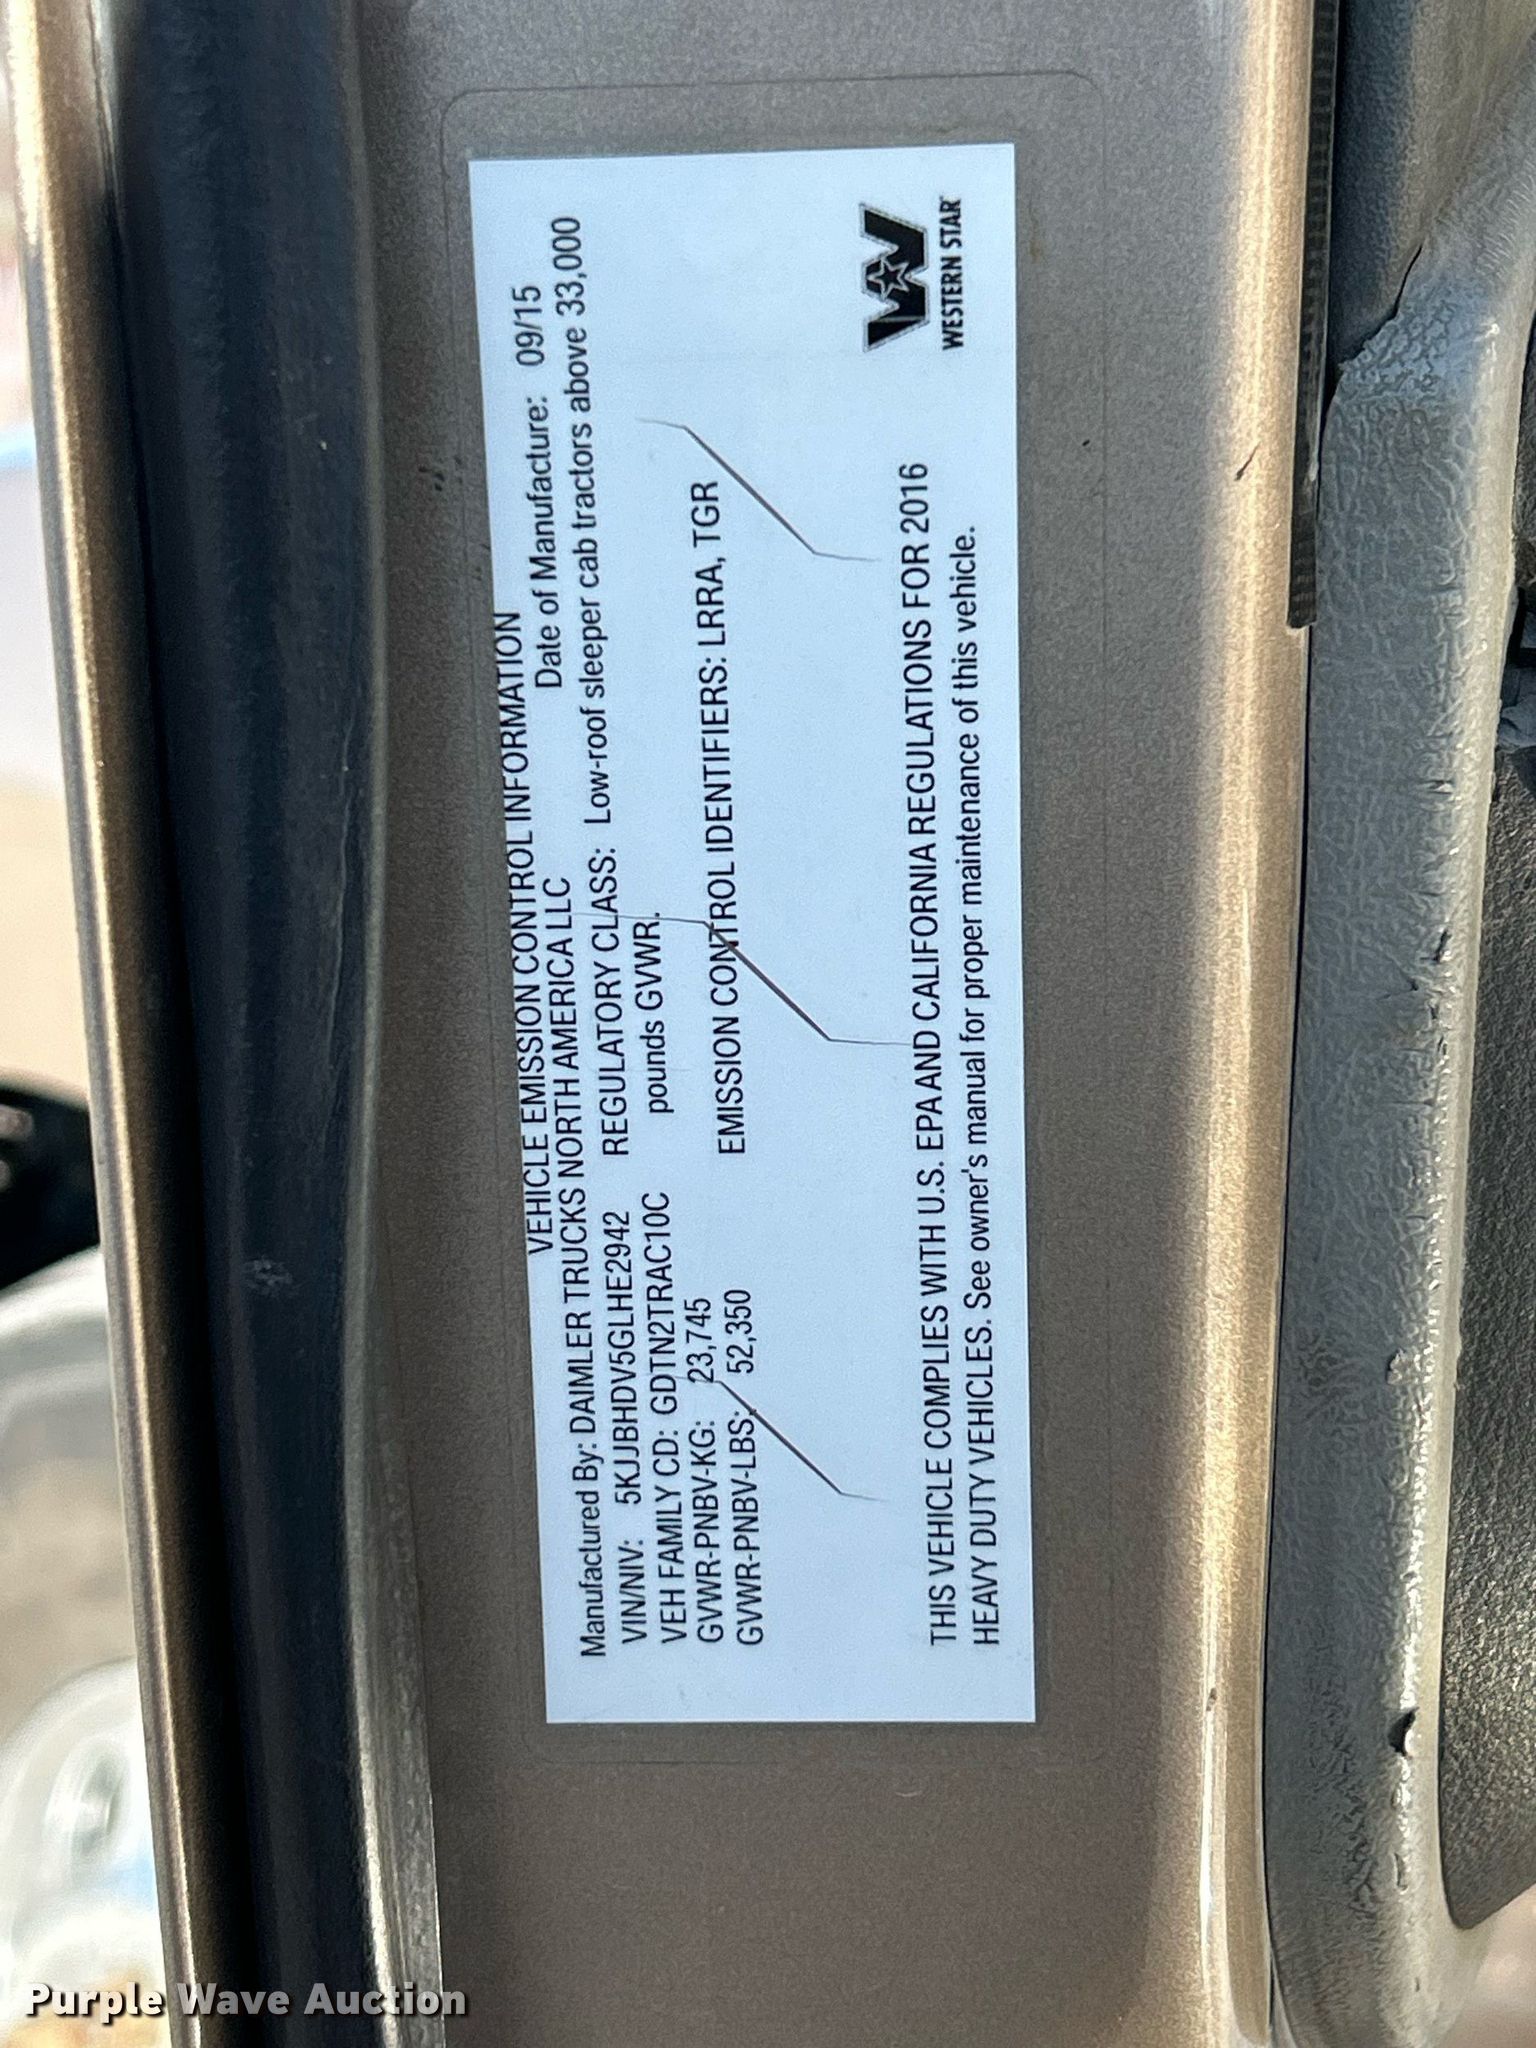 VEHICLE EMISSION CONTROL INFORMATION
Manufactured By: DAIMLER TRUCKS NORTH AMERICA LLC Date of Manufacture: 09/15
VIN/NIV: 5KJJBHDV5GLHE2942 REGULATORY CLASS: Low-roof sleeper cab tractors above 33,000
VEH FAMILY CD: GDTN2TRAC10C pounds GVWR.
GVWR-PNBV-KG: 23,745
GVWR-PNBV-LBS: 52,350 EMISSION CONTROL IDENTIFIERS: LRRA, TGR
THIS VEHICLE COMPLIES WITH U.S. EPA AND CALIFORNIA REGULATIONS FOR 2016
HEAVY DUTY VEHICLES. See owner's manual for proper maintenance of this vehicle.
WESTERN STAR
Purple Wave Auction